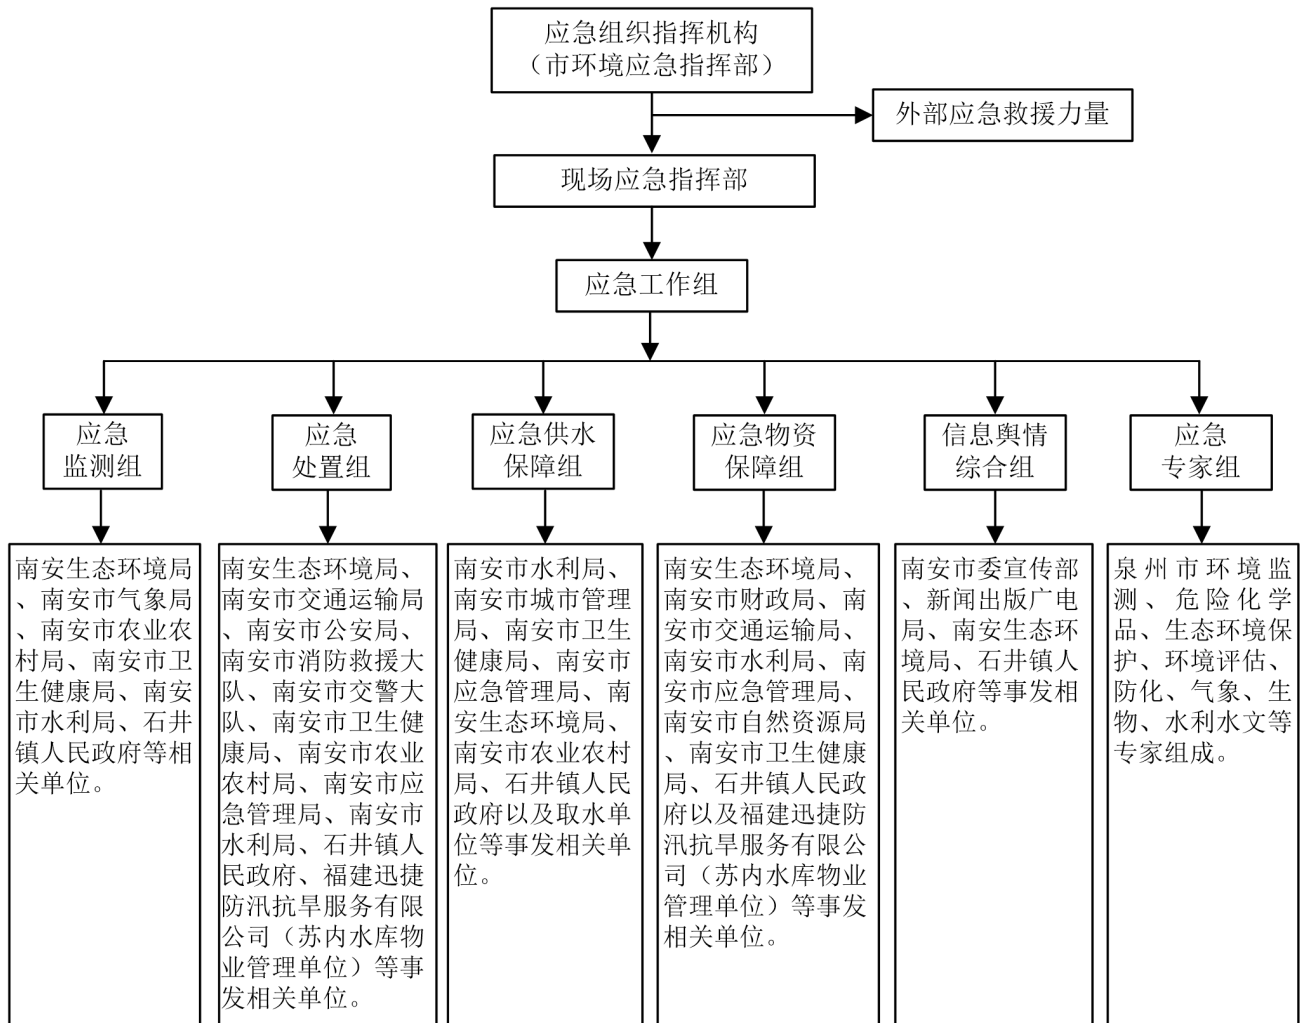 应急组织指挥机构
（市环境应急指挥部）
外部应急救援力量
现场应急指挥部
应急工作组
应急
监测组
应急
处置组
应急供水
保障组
应急物资
保障组
信息舆情
综合组
应急
专家组
南安生态环境局
、南安市气象局
、南安市农业农
村局、南安市卫
生健康局、南安
市水利局、石井
镇人民政府等相
关单位。
南安生态环境局、
南安市交通运输局
、南安市公安局、
南安市消防救援大
队、南安市交警大
队、南安市卫生健
康局、南安市农业
农村局、南安市应
急管理局、南安市
水利局、石井镇人
民政府、福建迅捷
防汛抗旱服务有限
公司（苏内水库物
业管理单位）等事
发相关单位。
南安市水利局、
南安市城市管理
局、南安市卫生
健康局、南安市
应急管理局、南
安生态环境局、
南安市农业农村
局、石井镇人民
政府以及取水单
位等事发相关单
位。
南安生态环境局、
南安市财政局、南
安市交通运输局、
南安市水利局、南
安市应急管理局、
南安市自然资源局
、南安市卫生健康
局、石井镇人民政
府以及福建迅捷防
汛抗旱服务有限公
司（苏内水库物业
管理单位）等事发
相关单位。
南安市委宣传部
、新闻出版广电
局、南安生态环
境局、石井镇人
民政府等事发相
关单位。
泉州市环境监
测、危险化学
品、生态环境保
护、环境评估、
防化、气象、生
物、水利水文等
专家组成。